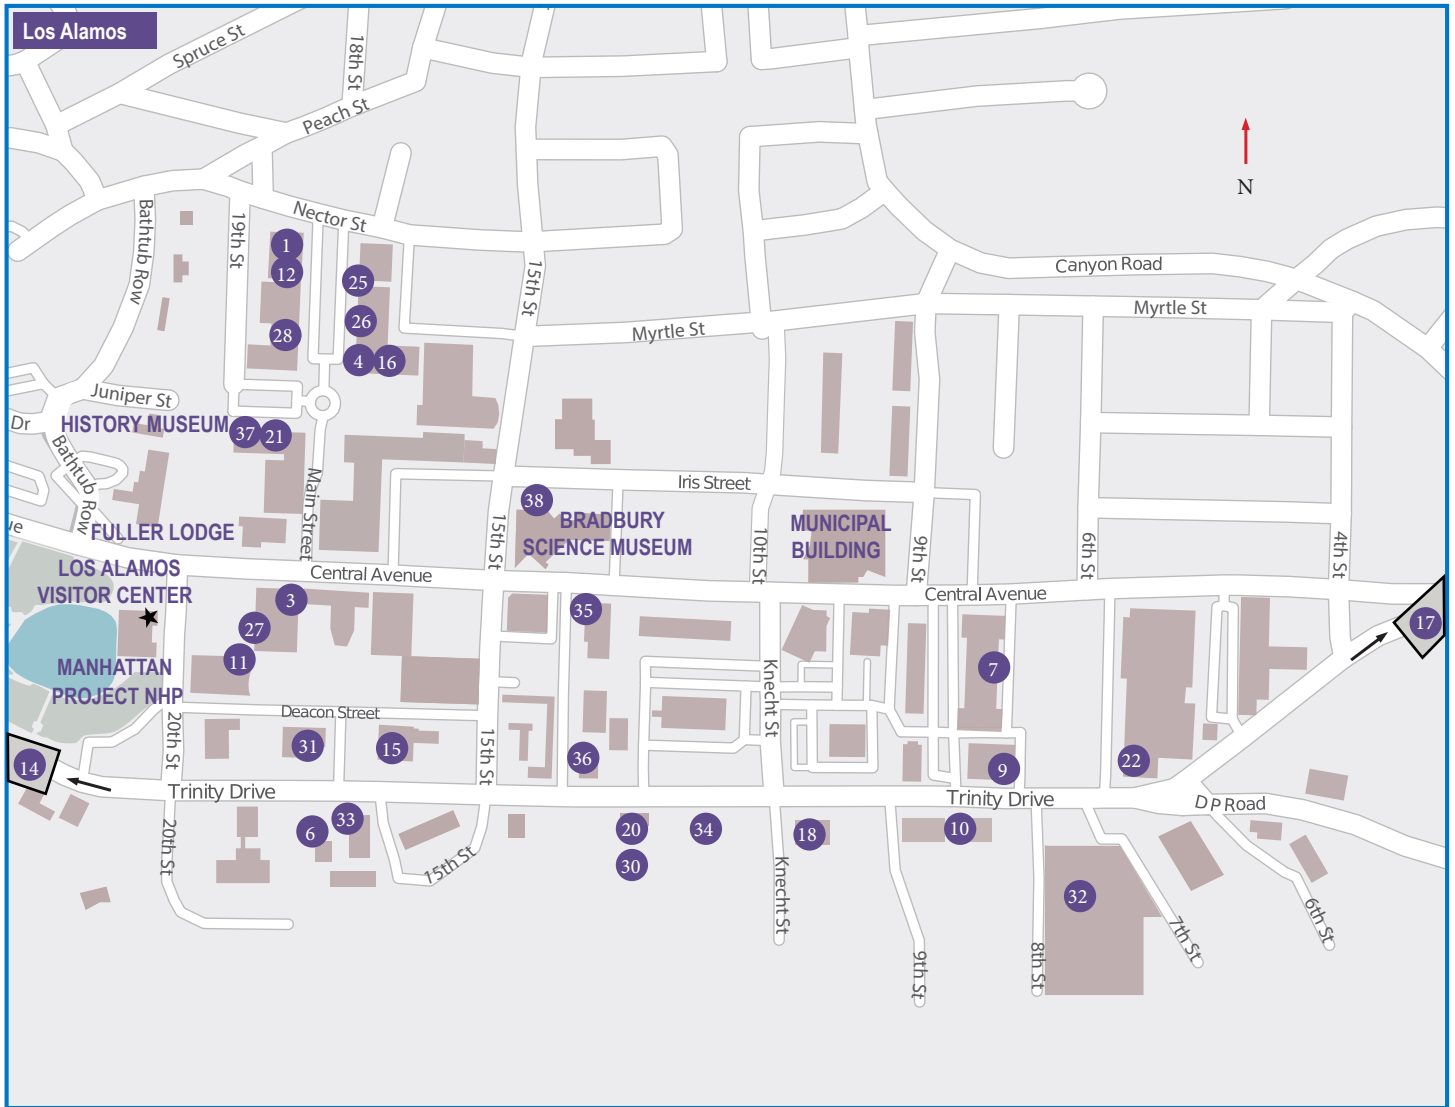 Los Alamos
Spruce St
18th St
Peach St
N
Bathtub Row
19th St
Nector St
1
12
25
15th St
Canyon Road
26
28
Myrtle St
Myrtle St
4
16
Juniper St
Dr
HISTORY MUSEUM
37
21
Bathtub Row
Main Street
Iris Street
38
ue
FULLER LODGE
15th St
BRADBURY
SCIENCE MUSEUM
10th St
MUNICIPAL
BUILDING
9th St
6th St
4th St
LOS ALAMOS
VISITOR CENTER
Central Avenue
Central Avenue
3
35
17
27
11
MANHATTAN
PROJECT NHP
7
Knecht St
Deacon Street
20th St
31
15
15th St
36
22
14
9
Trinity Drive
Trinity Drive
D P Road
6
33
20
34
18
10
20th St
15th St
30
Knecht St
32
6th St
7th St
9th St
8th St